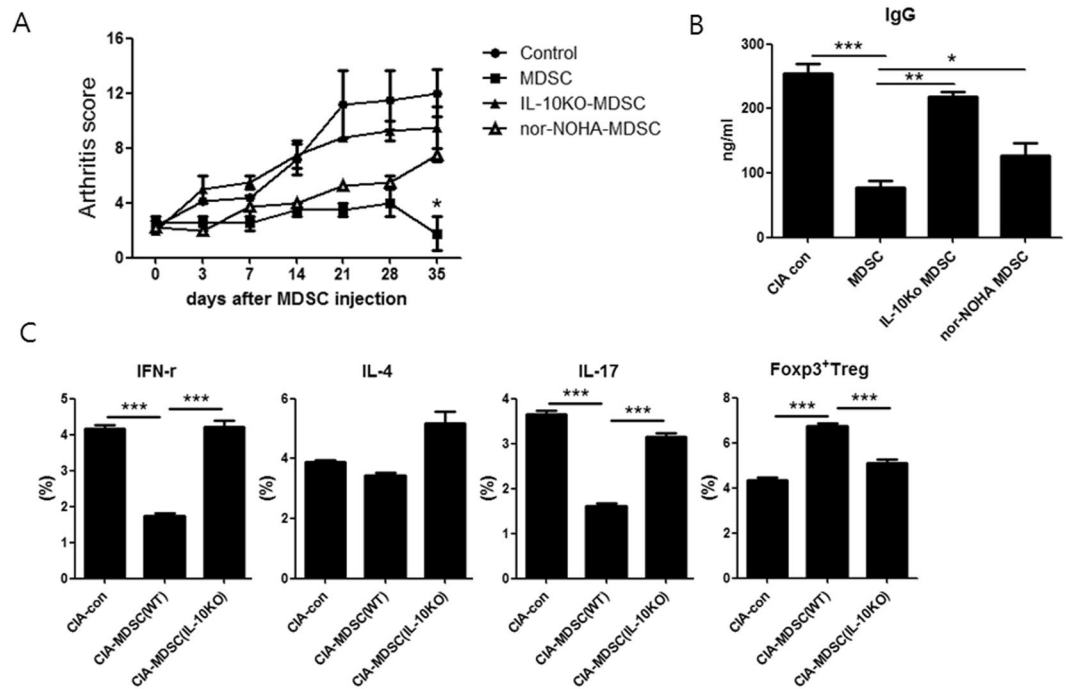 A
16
12
8
4
0
Arthritis score
0 3 7 14 21 28 35
days after MDSC injection
*
Control
MDSC
IL-10KO-MDSC
nor-NOHA-MDSC
B
IgG
300
200
100
0
ng/ml
***
*
**
CIA con
MDSC
IL-10Ko MDSC
nor-NOHA MDSC
C
IFN-r
5
4
3
2
1
0
(%)
***
***
CIA-con
CIA-MDSC(WT)
CIA-MDSC(IL-10KO)
IL-4
6
4
2
0
(%)
CIA-con
CIA-MDSC(WT)
CIA-MDSC(IL-10KO)
IL-17
4
3
2
1
0
(%)
***
***
CIA-con
CIA-MDSC(WT)
CIA-MDSC(IL-10KO)
Foxp3+Treg
8
6
4
2
0
(%)
***
***
CIA-con
CIA-MDSC(WT)
CIA-MDSC(IL-10KO)